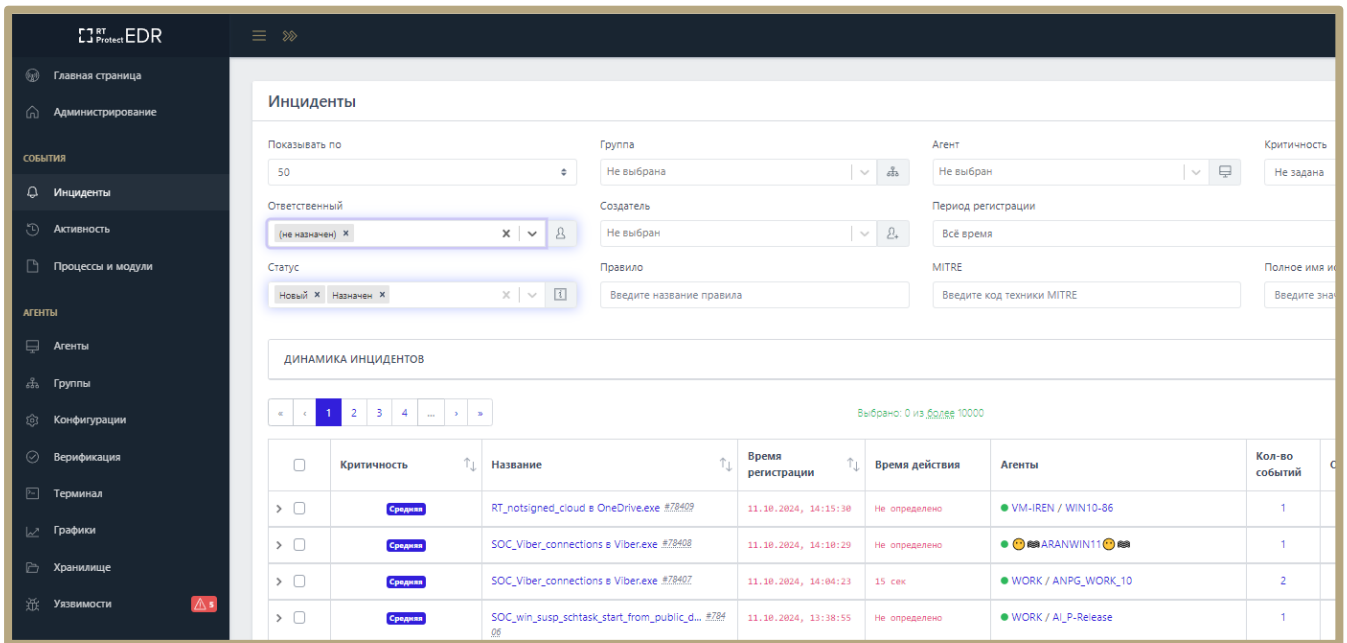 RT Protect EDR
Главная страница
Администрирование
СОБЫТИЯ
Инциденты
Активность
Процессы и модули
АГЕНТЫ
Агенты
Группы
Конфигурации
Верификация
Терминал
Графики
Хранилище
Уязвимости 5
Инциденты
Показывать по Группа Агент Критичность
50 Не выбрана Не выбран Не задана
Ответственный Создатель Период регистрации
(не назначен) × Не выбран Всё время
Статус Правило MITRE Полное имя
Новый × Назначен × Введите название правила Введите код техники MITRE Введите
ДИНАМИКА ИНЦИДЕНТОВ
« ‹ 1 2 3 4 ... › » Выбрано: 0 из более 10000
Критичность Название Время регистрации Время действия Агенты Кол-во событий
Средняя RT_notsigned_cloud в OneDrive.exe #78409 11.10.2024, 14:15:30 Не определено VM-IREN / WIN10-86 1
Средняя SOC_Viber_connections в Viber.exe #78408 11.10.2024, 14:10:29 Не определено ARANWIN11 1
Средняя SOC_Viber_connections в Viber.exe #78407 11.10.2024, 14:04:23 15 сек WORK / ANPG_WORK_10 2
Средняя SOC_win_susp_schtask_start_from_public_d... #78406 11.10.2024, 13:38:55 Не определено WORK / AI_P-Release 1